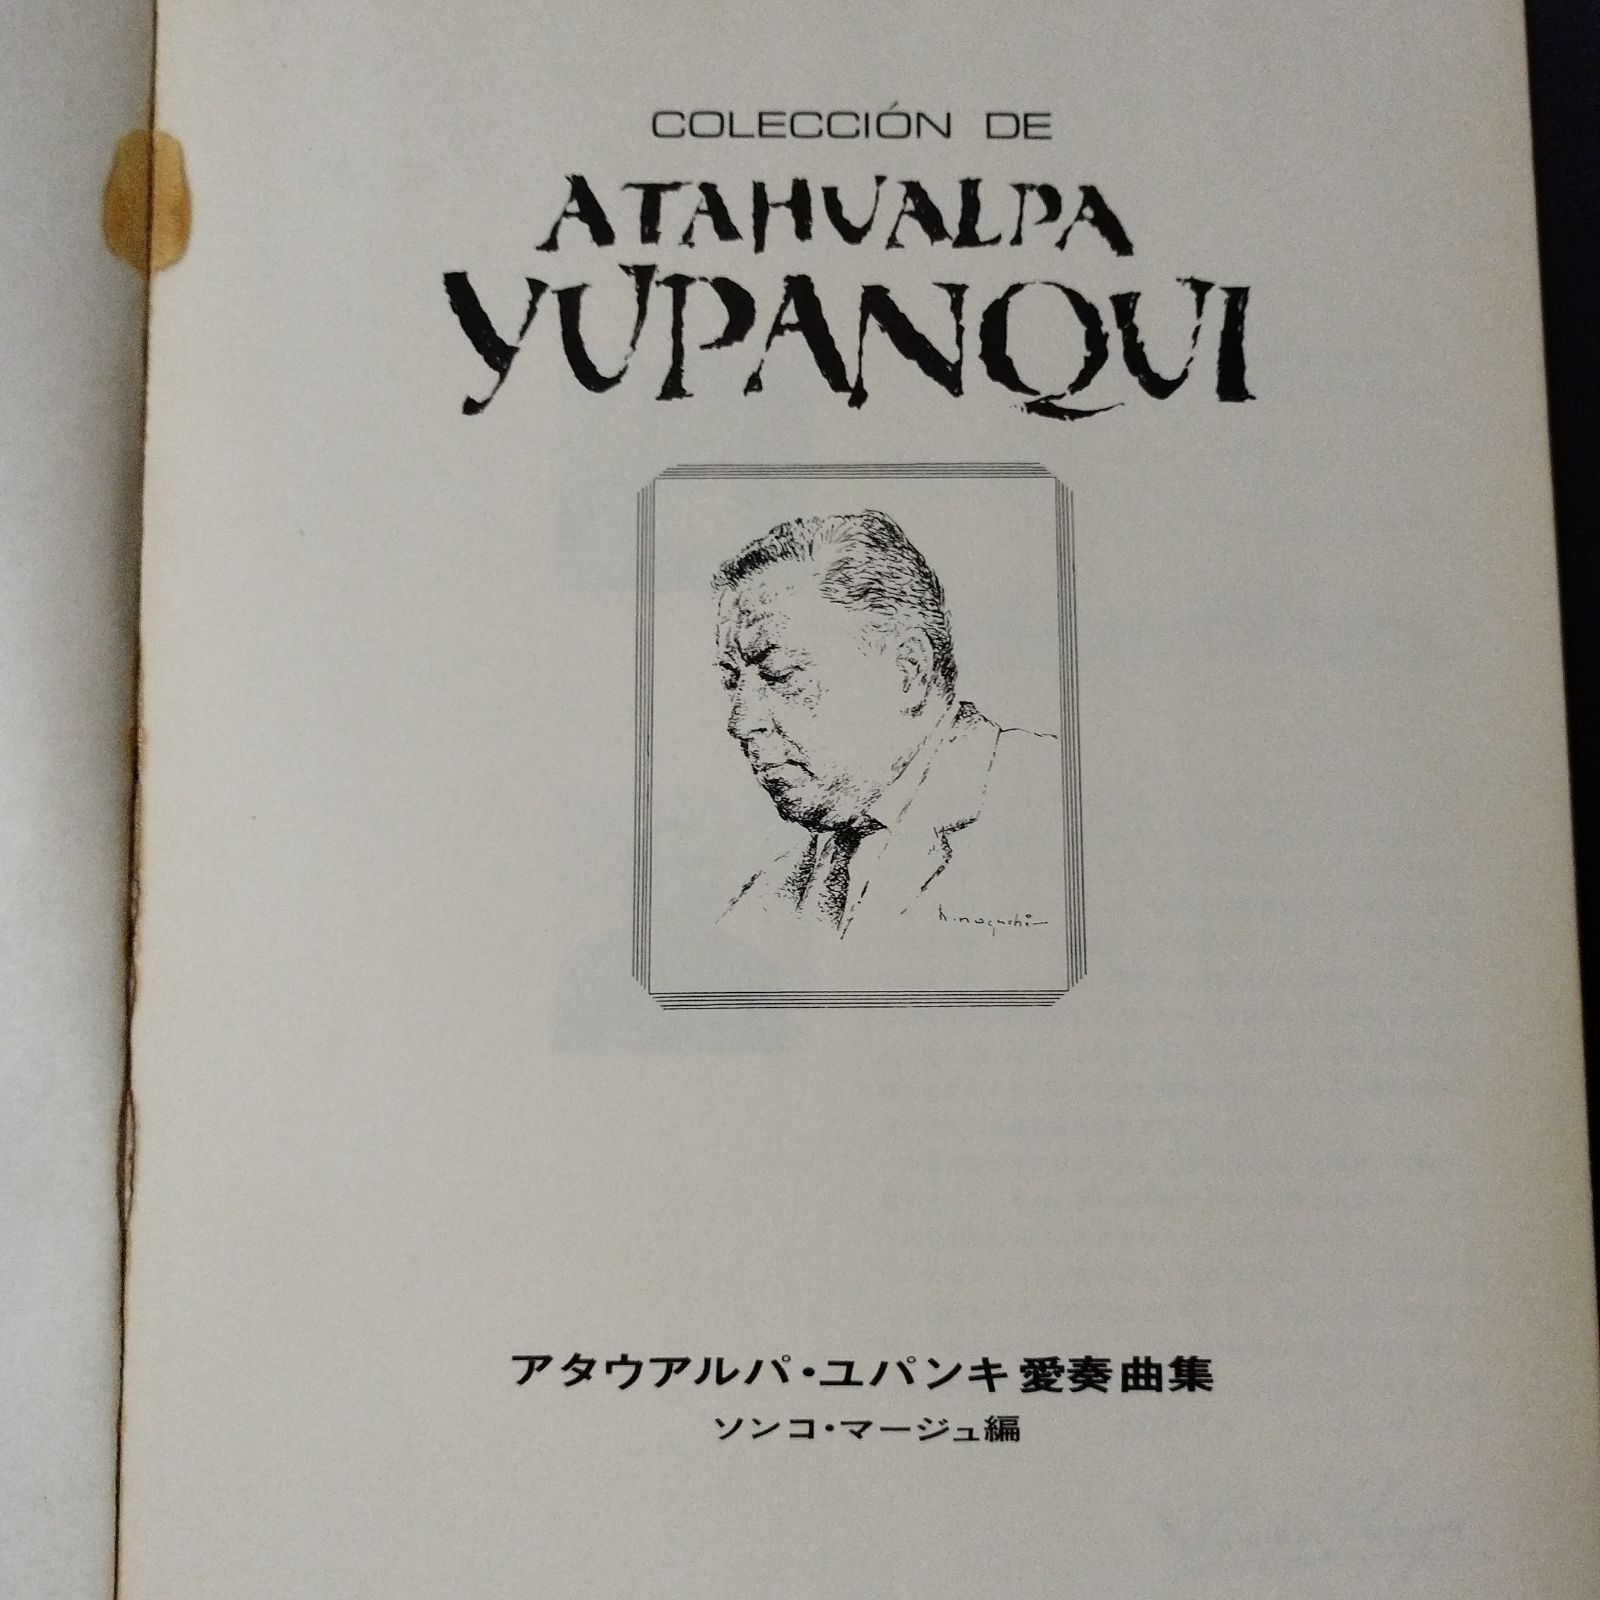 COLECCIÓN DE
ATAHUALPA
YUPANQUI
h.noguchi
アタウアルパ・ユパンキ愛奏曲集
ソンコ・マージュ編